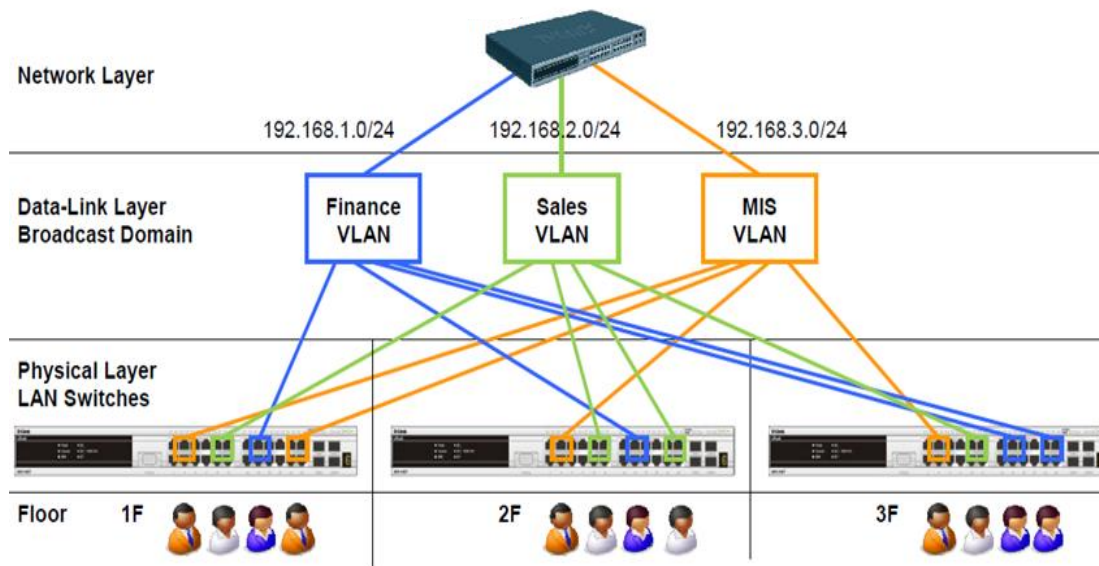 Network Layer
192.168.1.0/24
192.168.2.0/24
192.168.3.0/24
Data-Link Layer
Broadcast Domain
Finance
VLAN
Sales
VLAN
MIS
VLAN
Physical Layer
LAN Switches
Floor
1F
2F
3F